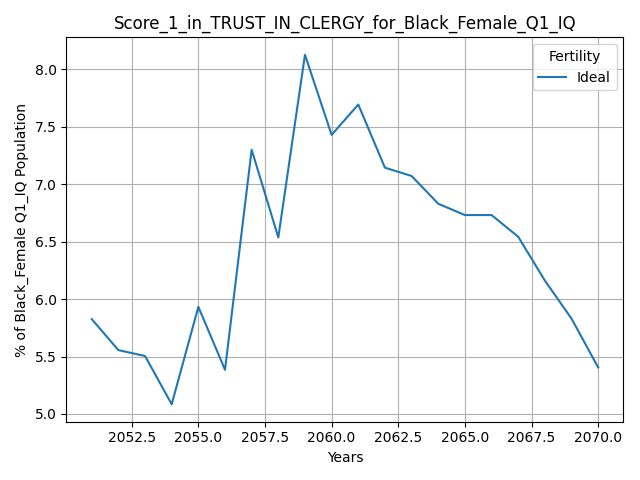 Score_1_in_TRUST_IN_CLERGY_for_Black_Female_Q1_IQ
Fertility
Ideal
% of Black_Female Q1_IQ Population
8.0
7.5
7.0
6.5
6.0
5.5
5.0
2052.5 2055.0 2057.5 2060.0 2062.5 2065.0 2067.5 2070.0
Years